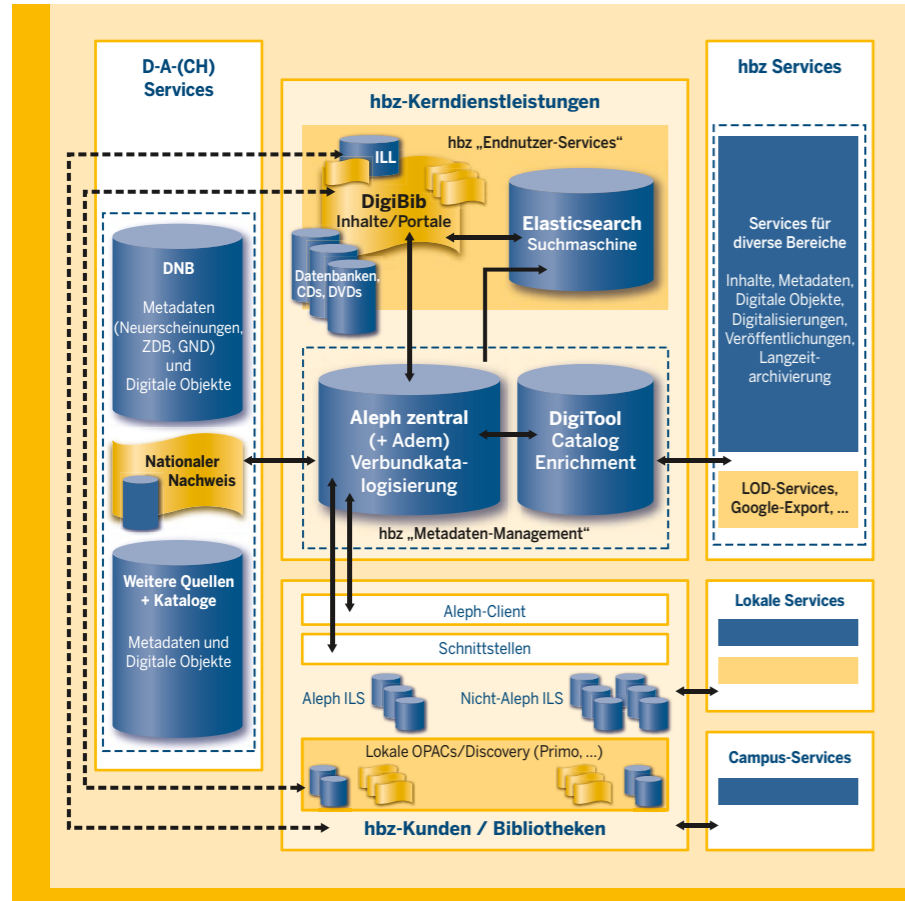 D-A-(CH)
Services
DNB
Metadaten
(Neuerscheinungen,
ZDB, GND)
und
Digitale Objekte
Nationaler
Nachweis
Weitere Quellen
+ Kataloge
Metadaten und
Digitale Objekte
hbz-Kerndienstleistungen
hbz „Endnutzer-Services“
ILL
DigiBib
Inhalte/Portale
Elasticsearch
Suchmaschine
Datenbanken,
CDs, DVDs
Aleph zentral
(+ Adem)
Verbundkata-
logisierung
DigiTool
Catalog
Enrichment
hbz „Metadaten-Management“
Aleph-Client
Schnittstellen
Aleph ILS
Nicht-Aleph ILS
Lokale OPACs/Discovery (Primo, ...)
hbz-Kunden / Bibliotheken
hbz Services
Services für
diverse Bereiche
Inhalte, Metadaten,
Digitale Objekte,
Digitalisierungen,
Veröffentlichungen,
Langzeit-
archivierung
LOD-Services,
Google-Export, ...
Lokale Services
Campus-Services